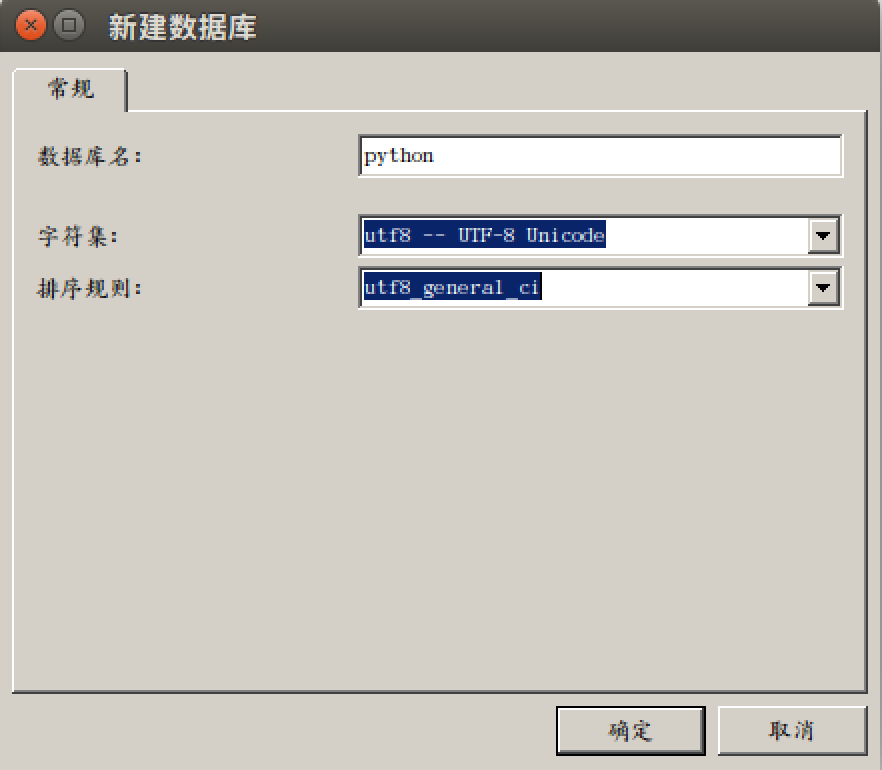 新建数据库
常规
数据库名: python
字符集: utf8 -- UTF-8 Unicode
排序规则: utf8_general_ci
确定 取消